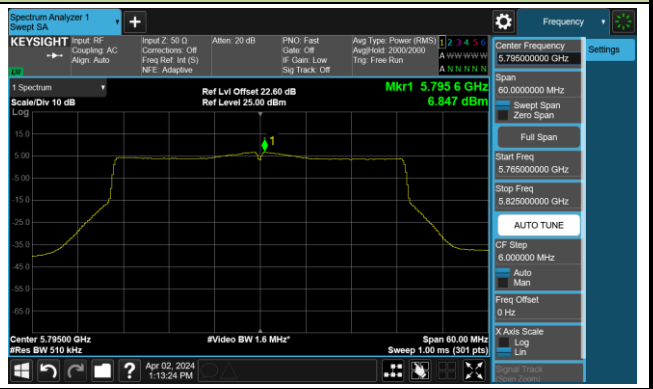 Spectrum Analyzer 1
Swept SA
Frequency
KEYSIGHT
Input: RF
Coupling: AC
Align: Auto
Input Z: 50 Ω
Corrections: Off
Freq Ref: Int (S)
NFE: Adaptive
Atten: 20 dB
PNO: Fast
Gate: Off
IF Gain: Low
Sig Track: Off
Avg Type: Power (RMS)
Avg|Hold: 2000/2000
Trig: Free Run
1 2 3 4 5 6
A W W W W W
A N N N N N
1 Spectrum
Scale/Div 10 dB
Ref Lvl Offset 22.60 dB
Ref Level 25.00 dBm
Mkr1 5.795 6 GHz
6.847 dBm
Log
15.0
5.00
-5.00
-15.0
-25.0
-35.0
-45.0
-55.0
-65.0
1
Center 5.79500 GHz
#Res BW 510 kHz
#Video BW 1.6 MHz*
Span 60.00 MHz
Sweep 1.00 ms (301 pts)
?
Apr 02, 2024
1:13:24 PM
Center Frequency
5.795000000 GHz
Settings
Span
60.0000000 MHz
Swept Span
Zero Span
Full Span
Start Freq
5.765000000 GHz
Stop Freq
5.825000000 GHz
AUTO TUNE
CF Step
6.000000 MHz
Auto
Man
Freq Offset
0 Hz
X Axis Scale
Log
Lin
Signal Track
(Span Zoom)